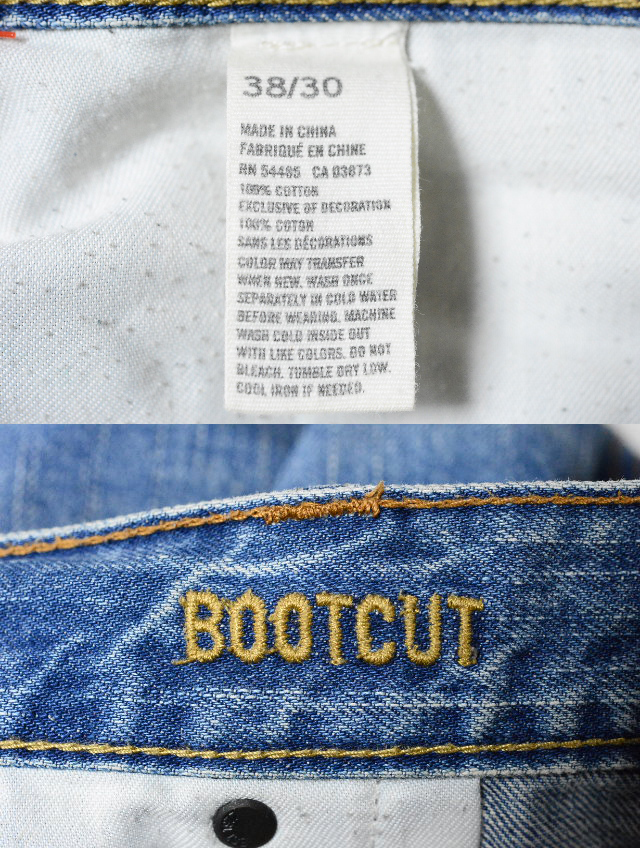 38/30
MADE IN CHINA
FABRIQUÉ EN CHINE
RN 54485 CA 03873
100% COTTON
EXCLUSIVE OF DECORATION
100% COTON
SANS LES DÉCORATIONS
COLOR MAY TRANSFER
WHEN NEW. WASH ONCE
SEPARATELY IN COLD WATER
BEFORE WEARING. MACHINE
WASH COLD INSIDE OUT
WITH LIKE COLORS. DO NOT
BLEACH. TUMBLE DRY LOW.
COOL IRON IF NEEDED.
BOOTCUT